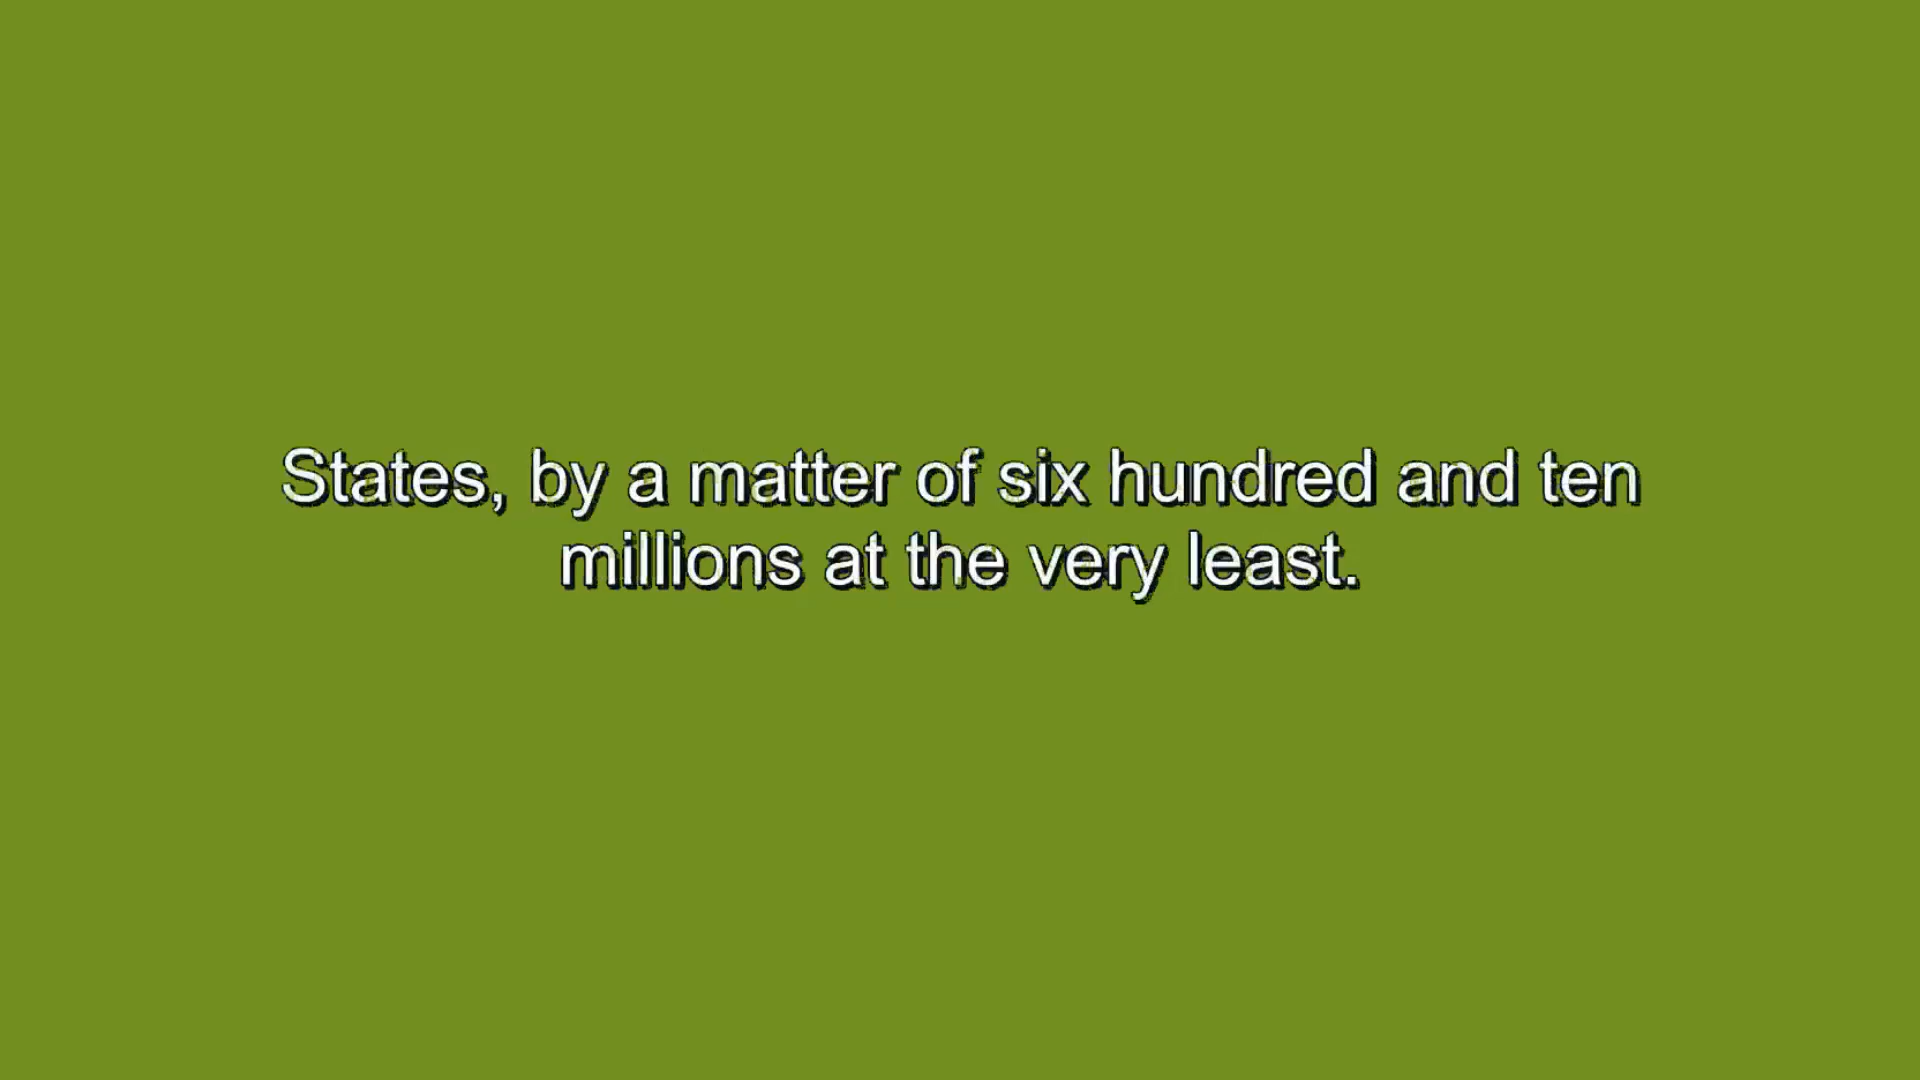 States, by a matter of six hundred and ten
millions at the very least.